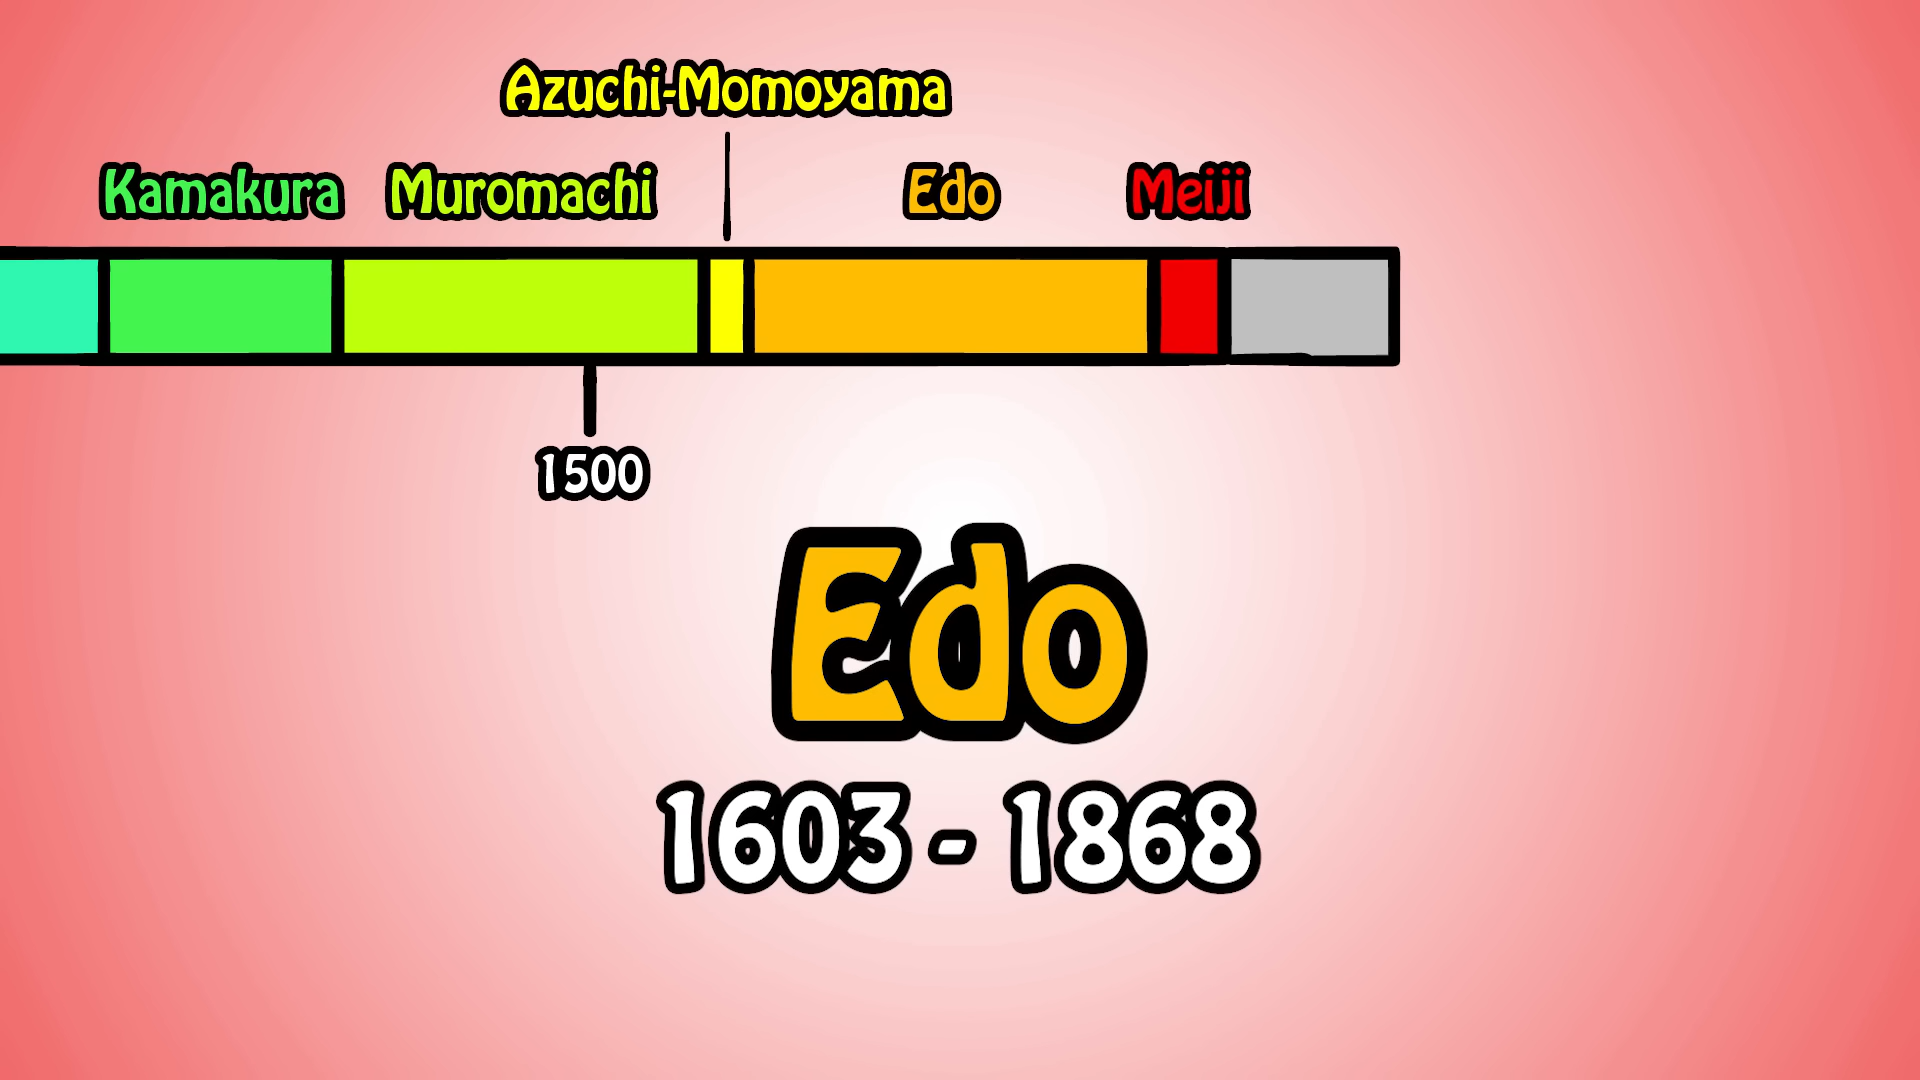 Azuchi-Momoyama
Kamakura Muromachi Edo Meiji
1500
Edo
1603 - 1868